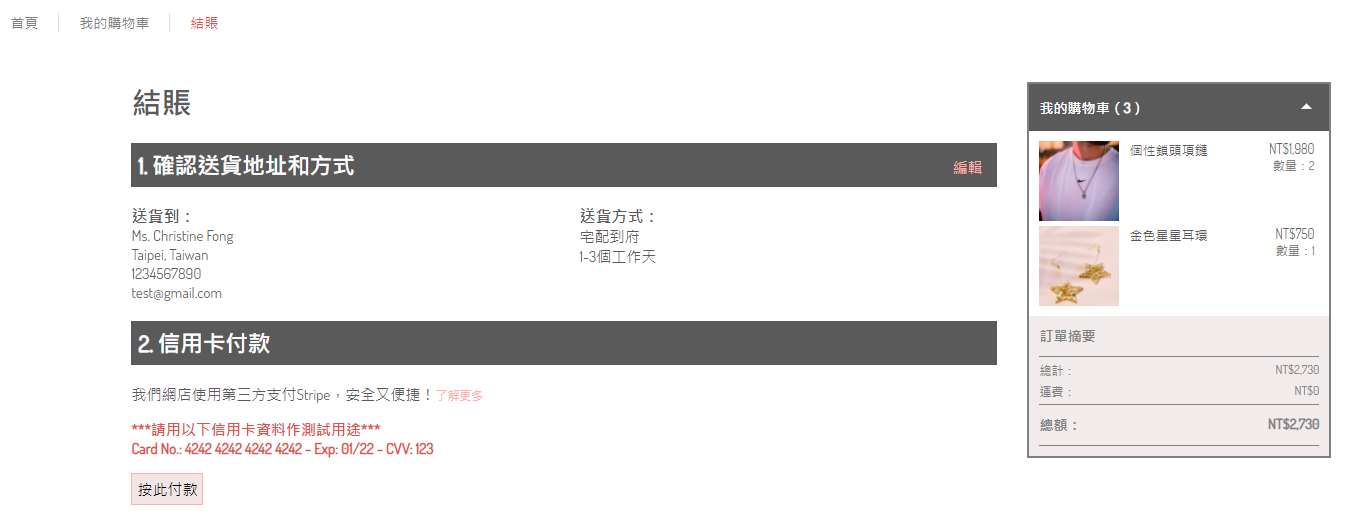 首頁
我的購物車
結賬
結賬
1. 確認送貨地址和方式
編輯
送貨到：
Ms. Christine Fong
Taipei, Taiwan
1234567890
test@gmail.com
送貨方式：
宅配到府
1-3個工作天
2. 信用卡付款
我們網店使用第三方支付Stripe，安全又便捷！了解更多
***請用以下信用卡資料作測試用途***
Card No.: 4242 4242 4242 4242 - Exp: 01/22 - CVV: 123
按此付款
我的購物車 ( 3 )
個性鎖頭項鏈 NT$1,980
數量：2
金色星星耳環 NT$750
數量：1
訂單摘要
總計： NT$2,730
運費： NT$0
總額： NT$2,730